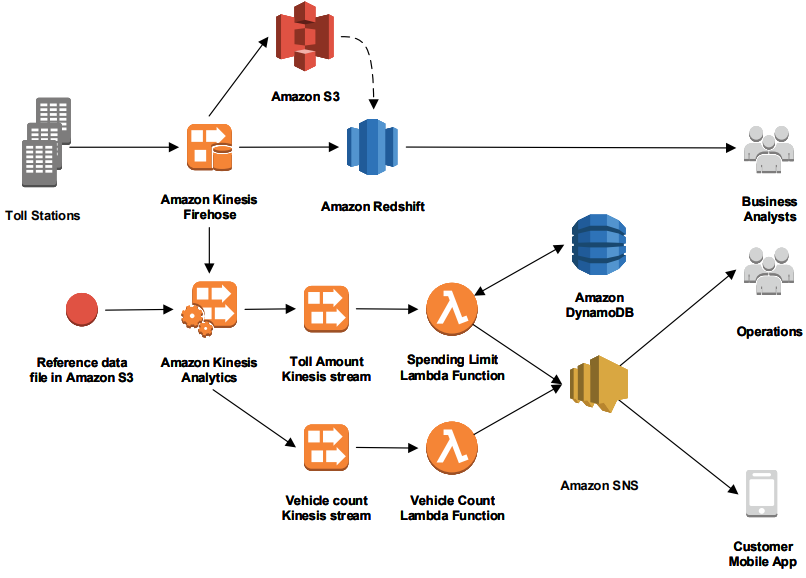 Amazon S3
Toll Stations
Amazon Kinesis
Firehose
Amazon Redshift
Business
Analysts
Amazon
DynamoDB
Operations
Reference data
file in Amazon S3
Amazon Kinesis
Analytics
Toll Amount
Kinesis stream
Spending Limit
Lambda Function
Amazon SNS
Vehicle count
Kinesis stream
Vehicle Count
Lambda Function
Customer
Mobile App